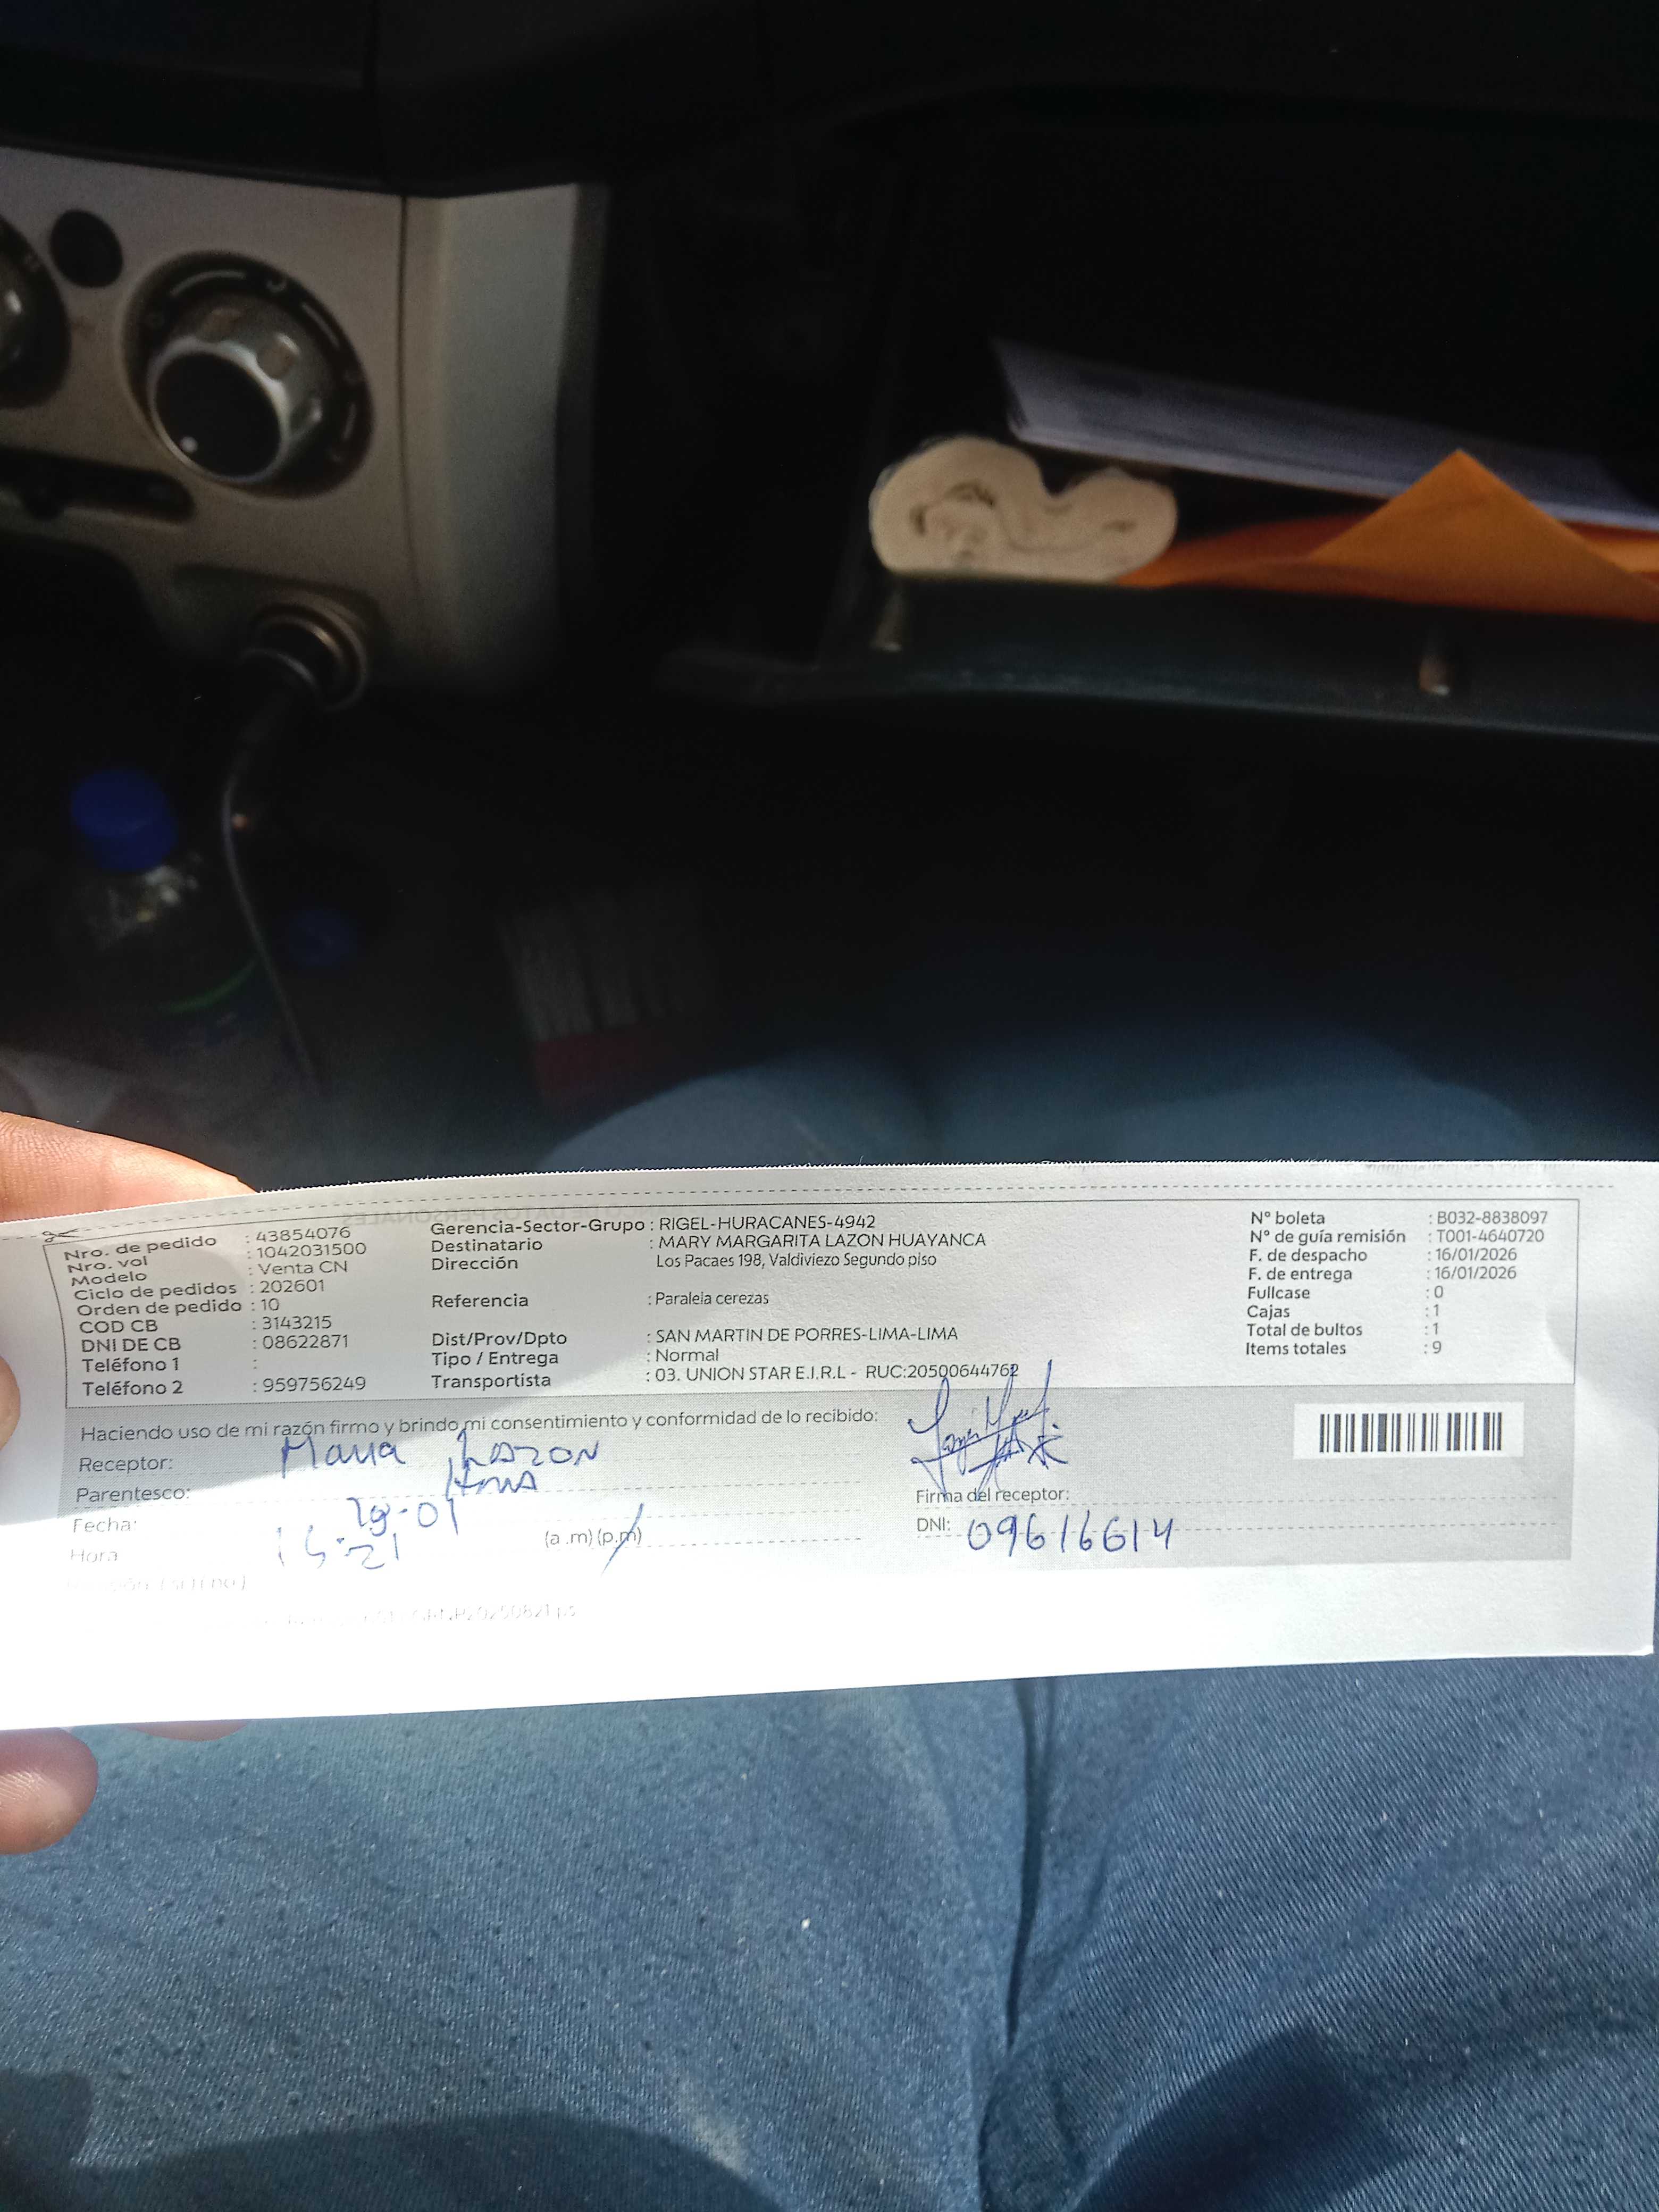 Nro. de pedido : 43854076
Nro. vol : 1042031500
Modelo : Venta CN
Ciclo de pedidos : 202601
Orden de pedido : 10
COD CB : 3143215
DNI DE CB : 08622871
Teléfono 1 :
Teléfono 2 : 959756249
Gerencia-Sector-Grupo : RIGEL-HURACANES-4942
Destinatario : MARY MARGARITA LAZON HUAYANCA
Dirección Los Pacaes 198, Valdiviezo Segundo piso
Referencia : Paralela cerezas
Dist/Prov/Dpto : SAN MARTIN DE PORRES-LIMA-LIMA
Tipo / Entrega : Normal
Transportista : 03. UNION STAR E.I.R.L - RUC:20500644762
N° boleta : B032-8838097
N° de guía remisión : T001-4640720
F. de despacho : 16/01/2026
F. de entrega : 16/01/2026
Fullcase : 0
Cajas : 1
Total de bultos : 1
Items totales : 9
Haciendo uso de mi razón firmo y brindo mi consentimiento y conformidad de lo recibido:
Receptor: Maria Lazon
Parentesco:
Fecha: -01
Hora (a .m) (p.m)
Firma del receptor:
DNI: 09616614